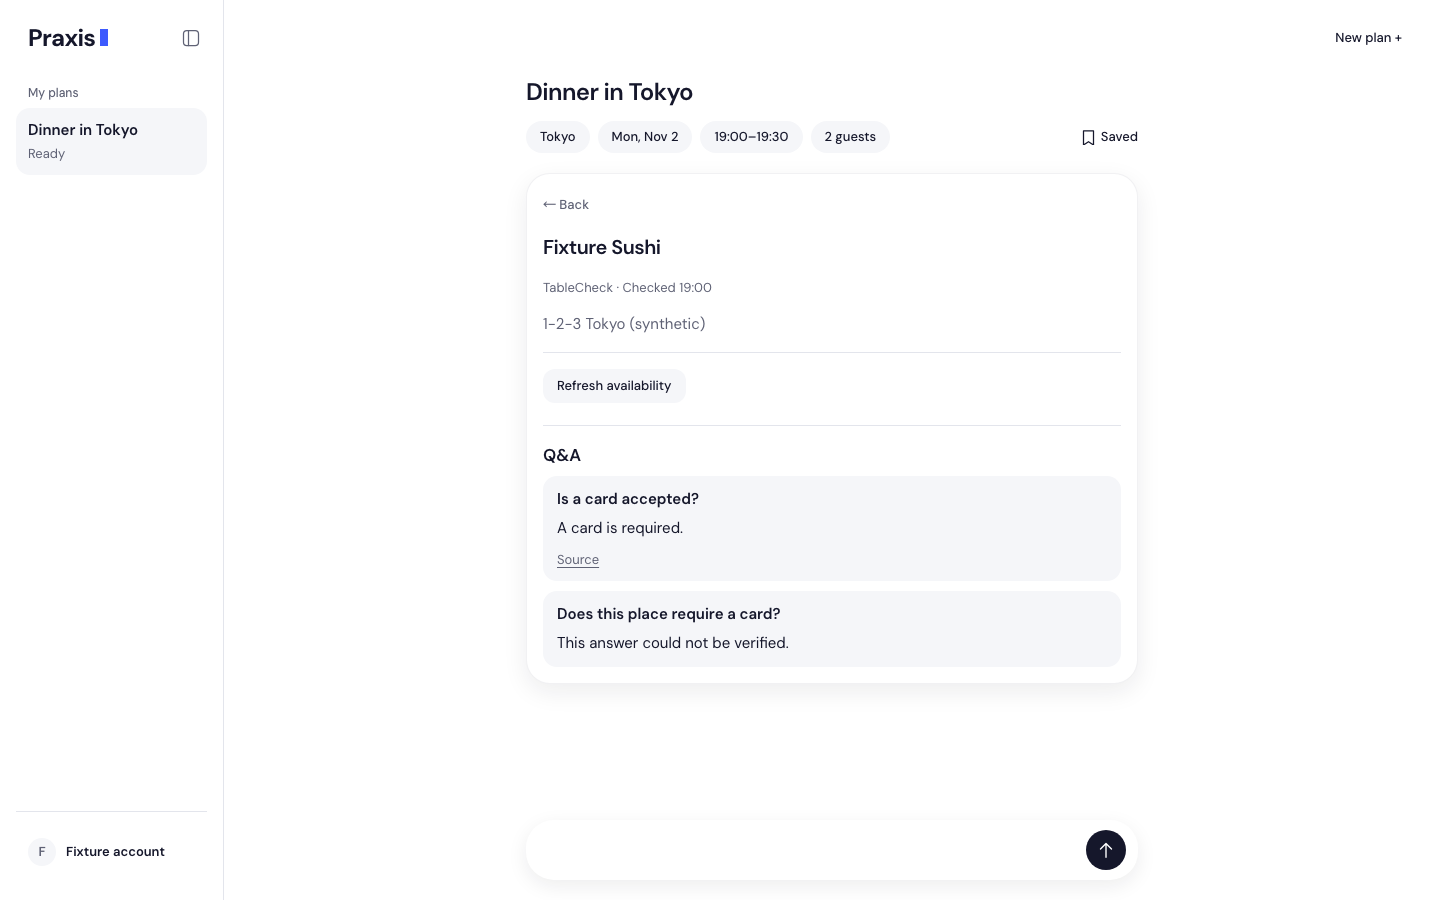 Praxis
New plan +
My plans
Dinner in Tokyo
Ready
Dinner in Tokyo
Tokyo
Mon, Nov 2
19:00–19:30
2 guests
Saved
← Back
Fixture Sushi
TableCheck · Checked 19:00
1-2-3 Tokyo (synthetic)
Refresh availability
Q&A
Is a card accepted?
A card is required.
Source
Does this place require a card?
This answer could not be verified.
F
Fixture account